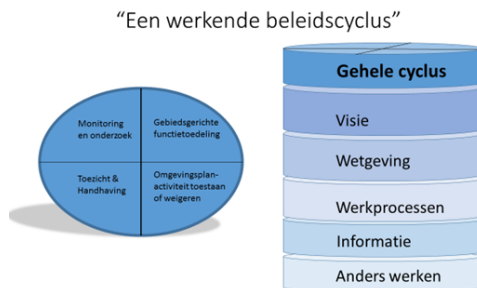 “Een werkende beleidscyclus”
Monitoring
en onderzoek
Gebiedsgerichte
functietoedeling
Toezicht &
Handhaving
Omgevingsplan-
activiteit toestaan
of weigeren
Gehele cyclus
Visie
Wetgeving
Werkprocessen
Informatie
Anders werken